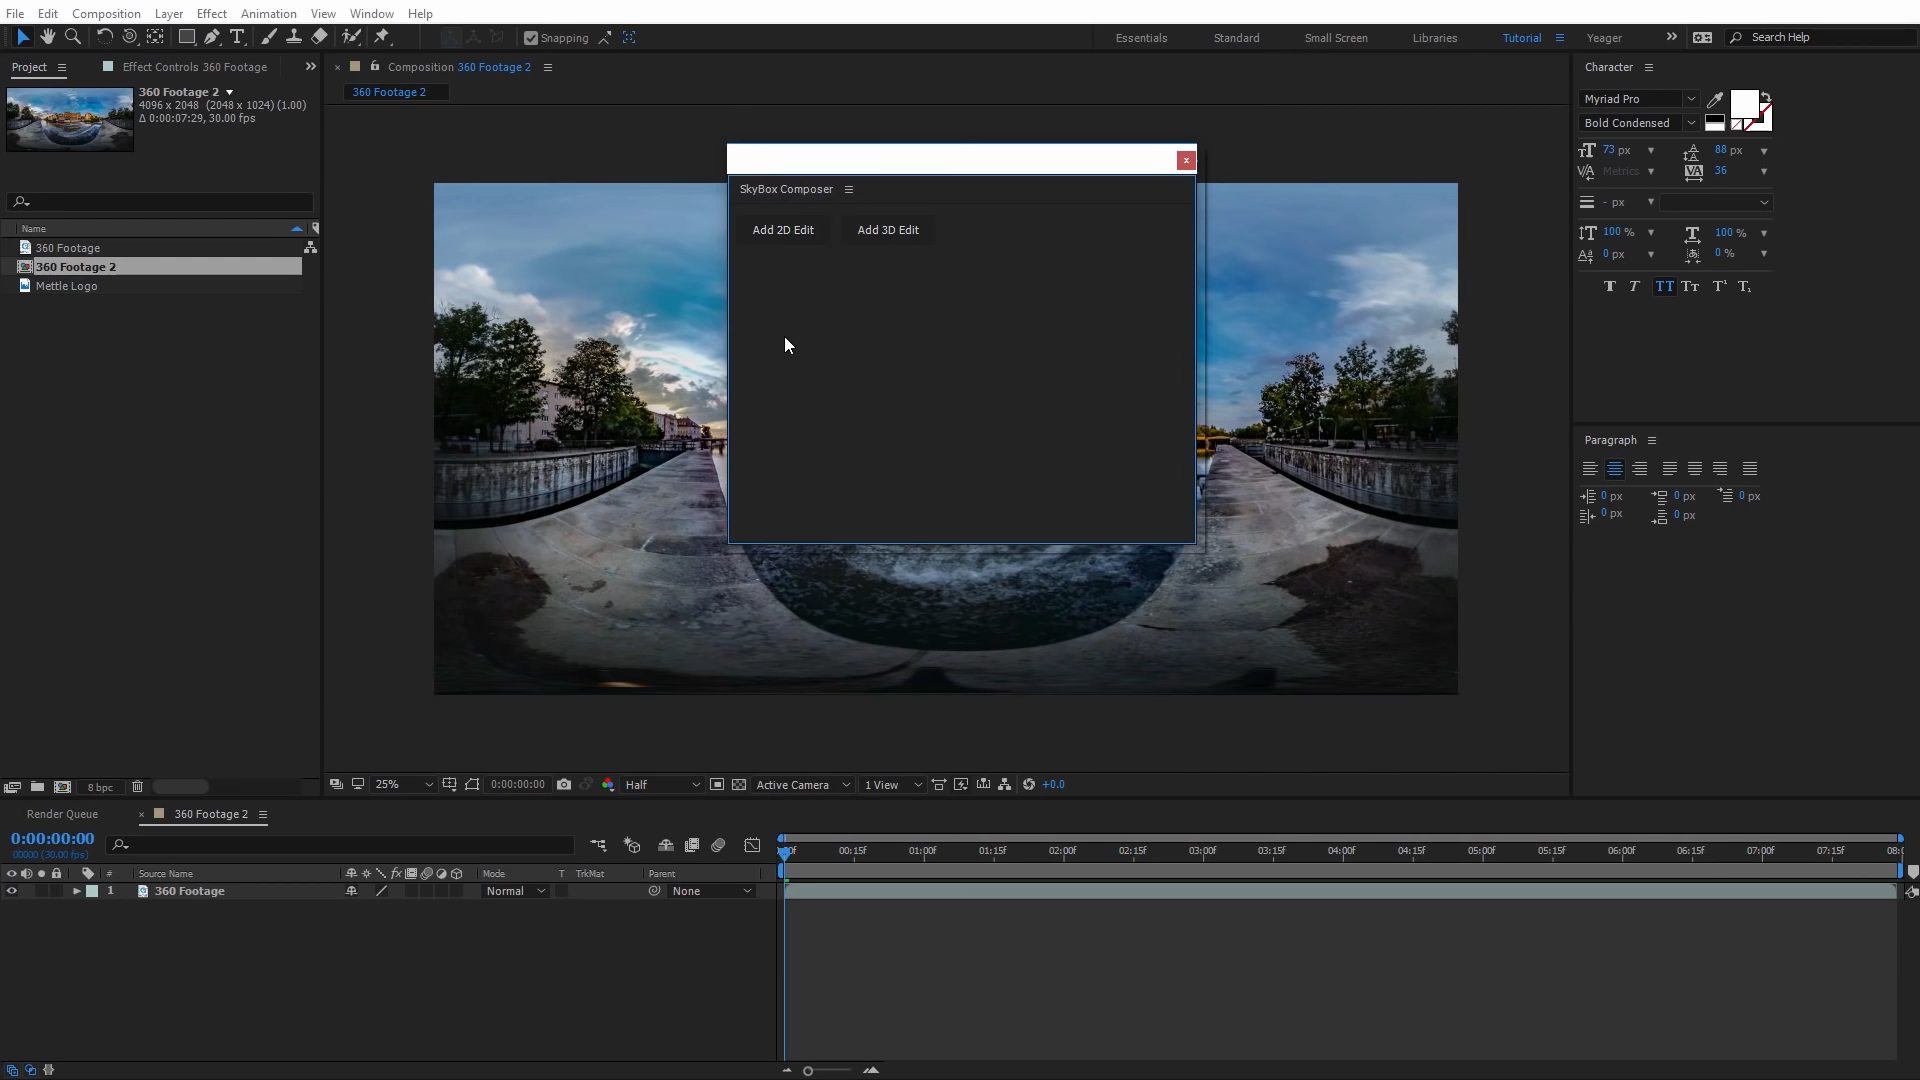 File Edit Composition Layer Effect Animation View Window Help
Snapping
Essentials Standard Small Screen Libraries Tutorial Yeager Search Help
Project Effect Controls 360 Footage
Composition 360 Footage 2
360 Footage 2
360 Footage 2
4096 x 2048 (2048 x 1024) (1.00)
Δ 0:00:07:29, 30.00 fps
Name
360 Footage
360 Footage 2
Mettle Logo
SkyBox Composer
Add 2D Edit Add 3D Edit
Character
Myriad Pro
Bold Condensed
73 px 88 px
Metrics 36
- px
100 % 100 %
0 px 0 %
Paragraph
0 px 0 px 0 px
0 px 0 px
8 bpc
25% 0:00:00:00 Half Active Camera 1 View +0.0
Render Queue 360 Footage 2
0:00:00:00
00000 (30.00 fps)
00:15f 01:00f 01:15f 02:00f 02:15f 03:00f 03:15f 04:00f 04:15f 05:00f 05:15f 06:00f 06:15f 07:00f 07:15f
# Source Name Mode T TrkMat Parent
1 360 Footage Normal None